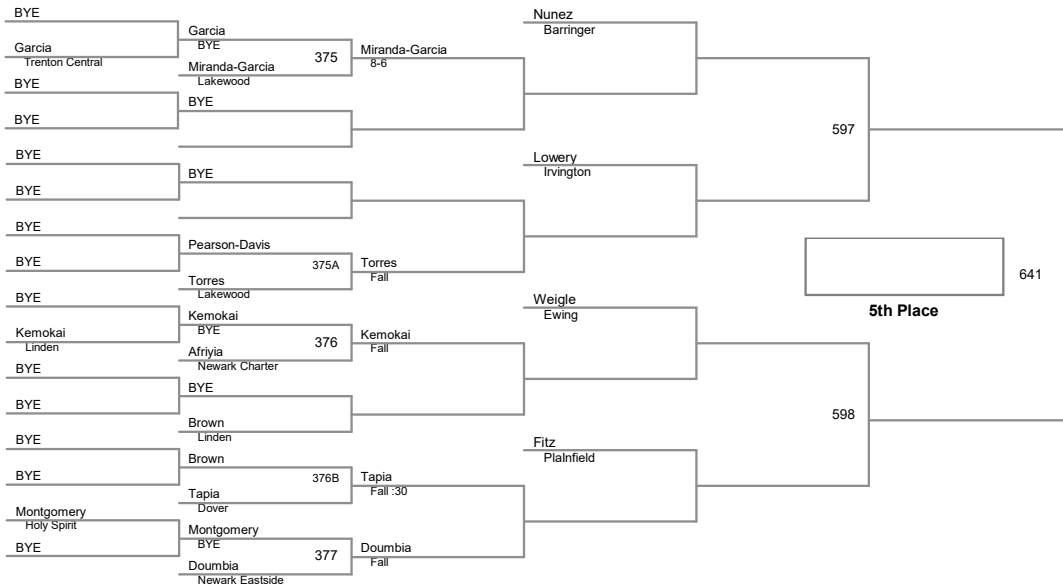 BYE
Garcia
Trenton Central
BYE
BYE
BYE
BYE
BYE
BYE
BYE
Kemokai
Linden
BYE
BYE
BYE
BYE
Montgomery
Holy Spirit
BYE
Garcia
BYE
375
Miranda-Garcia
Lakewood
BYE
BYE
Pearson-Davis
375A
Torres
Lakewood
Kemokai
BYE
376
Afriyia
Newark Charter
BYE
Brown
Linden
Brown
376B
Tapia
Dover
Montgomery
BYE
377
Doumbia
Newark Eastside
Miranda-Garcia
8-6
Torres
Fall
Kemokai
Fall
Tapia
Fall :30
Doumbia
Fall
Nunez
Barringer
Lowery
Irvington
Weigle
Ewing
Fitz
Plalnfield
597
598
641
5th Place